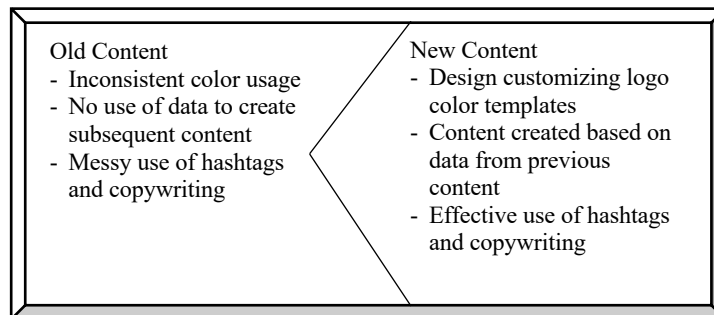 Old Content
- Inconsistent color usage
- No use of data to create
subsequent content
- Messy use of hashtags
and copywriting
New Content
- Design customizing logo
color templates
- Content created based on
data from previous
content
- Effective use of hashtags
and copywriting